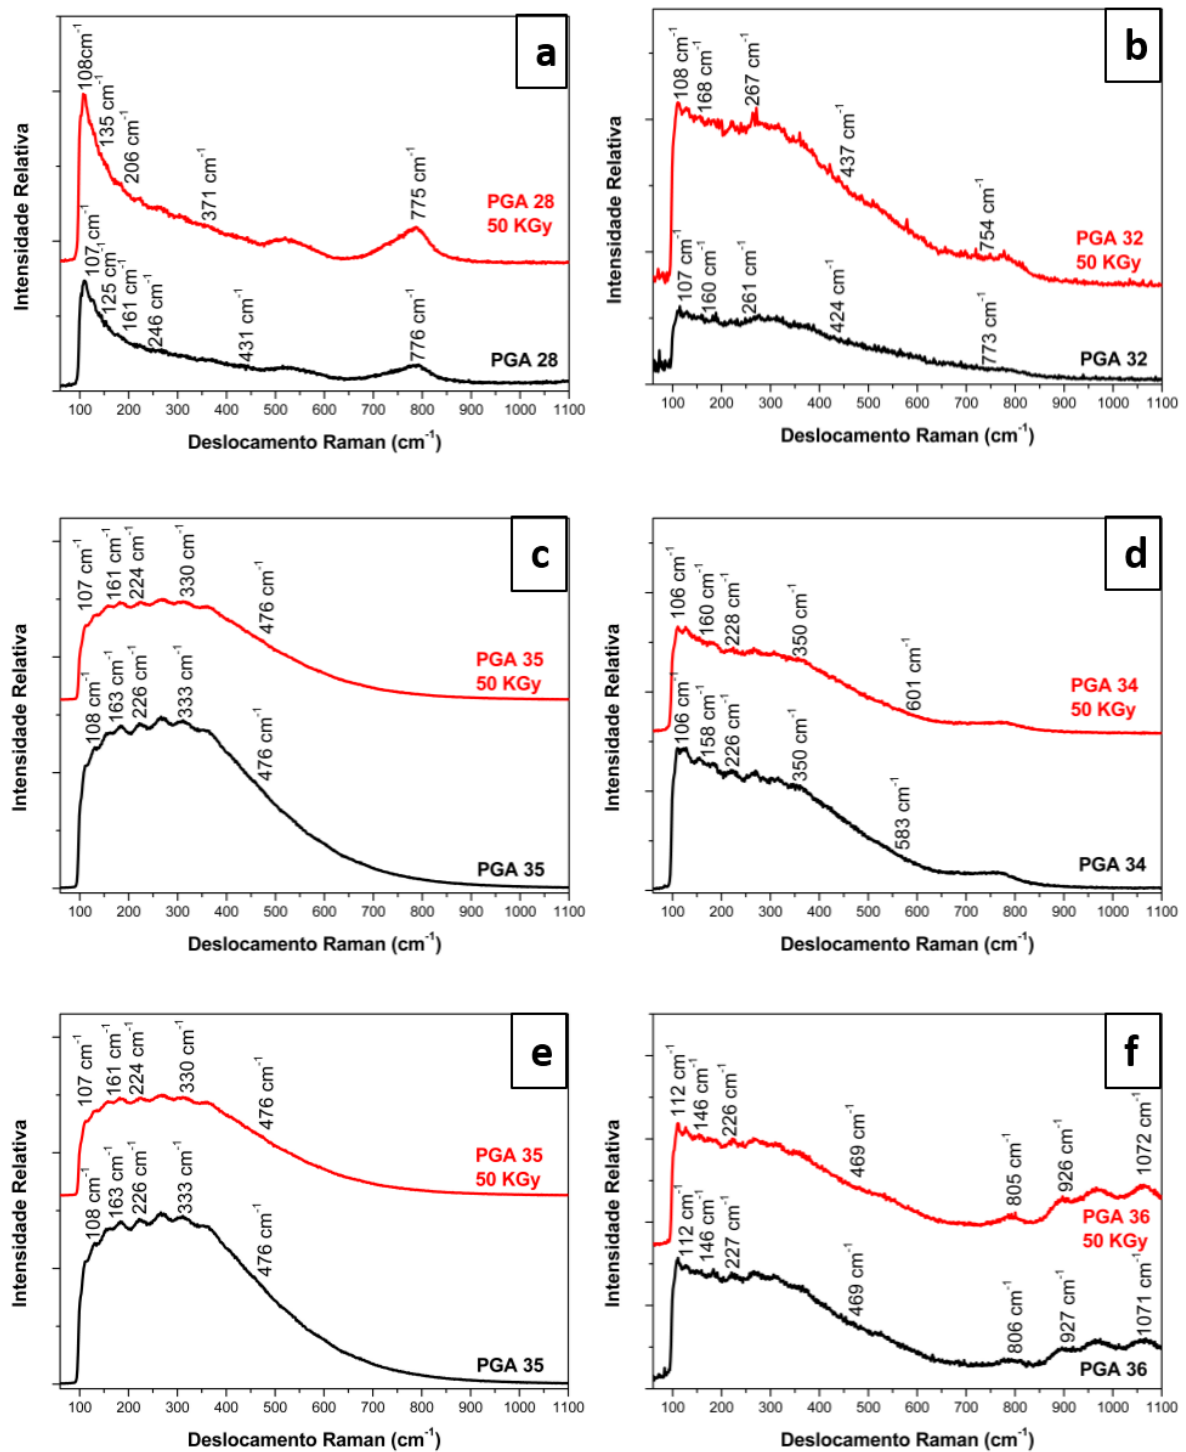 a
108cm⁻¹
135 cm⁻¹
206 cm⁻¹
371 cm⁻¹
775 cm⁻¹
PGA 28
50 KGy
107 cm⁻¹
125 cm⁻¹
161 cm⁻¹
246 cm⁻¹
431 cm⁻¹
776 cm⁻¹
PGA 28
Intensidade Relativa
100 200 300 400 500 600 700 800 900 1000 1100
Deslocamento Raman (cm⁻¹)
b
108 cm⁻¹
168 cm⁻¹
267 cm⁻¹
437 cm⁻¹
754 cm⁻¹
PGA 32
50 KGy
107 cm⁻¹
160 cm⁻¹
261 cm⁻¹
424 cm⁻¹
773 cm⁻¹
PGA 32
Intensidade Relativa
100 200 300 400 500 600 700 800 900 1000 1100
Deslocamento Raman (cm⁻¹)
c
107 cm⁻¹
161 cm⁻¹
224 cm⁻¹
330 cm⁻¹
476 cm⁻¹
PGA 35
50 KGy
108 cm⁻¹
163 cm⁻¹
226 cm⁻¹
333 cm⁻¹
476 cm⁻¹
PGA 35
Intensidade Relativa
100 200 300 400 500 600 700 800 900 1000 1100
Deslocamento Raman (cm⁻¹)
d
106 cm⁻¹
160 cm⁻¹
228 cm⁻¹
350 cm⁻¹
601 cm⁻¹
PGA 34
50 KGy
106 cm⁻¹
158 cm⁻¹
226 cm⁻¹
350 cm⁻¹
583 cm⁻¹
PGA 34
Intensidade Relativa
100 200 300 400 500 600 700 800 900 1000 1100
Deslocamento Raman (cm⁻¹)
e
107 cm⁻¹
161 cm⁻¹
224 cm⁻¹
330 cm⁻¹
476 cm⁻¹
PGA 35
50 KGy
108 cm⁻¹
163 cm⁻¹
226 cm⁻¹
333 cm⁻¹
476 cm⁻¹
PGA 35
Intensidade Relativa
100 200 300 400 500 600 700 800 900 1000 1100
Deslocamento Raman (cm⁻¹)
f
112 cm⁻¹
146 cm⁻¹
226 cm⁻¹
469 cm⁻¹
805 cm⁻¹
926 cm⁻¹
1072 cm⁻¹
PGA 36
50 KGy
112 cm⁻¹
146 cm⁻¹
227 cm⁻¹
469 cm⁻¹
806 cm⁻¹
927 cm⁻¹
1071 cm⁻¹
PGA 36
Intensidade Relativa
100 200 300 400 500 600 700 800 900 1000 1100
Deslocamento Raman (cm⁻¹)